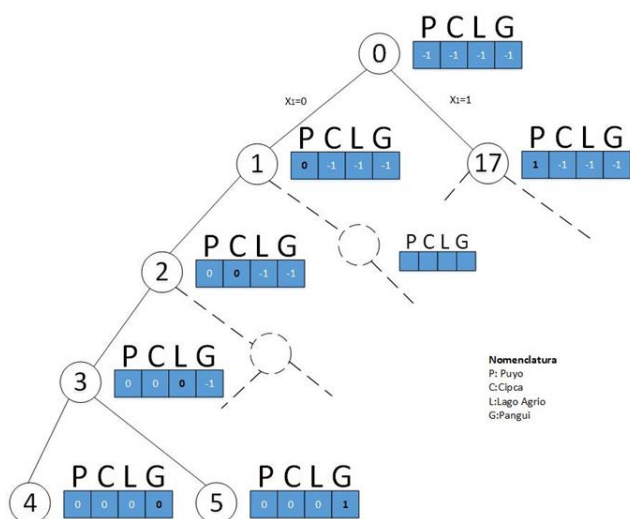 P C L G
0
-1 -1 -1 -1
X1=0
X1=1
P C L G
1
0 -1 -1 -1
P C L G
17
1 -1 -1 -1
P C L G
P C L G
2
0 0 -1 -1
P C L G
3
0 0 0 -1
Nomenclatura
P: Puyo
C:Cipca
L:Lago Agrio
G:Pangui
P C L G
4
0 0 0 0
P C L G
5
0 0 0 1